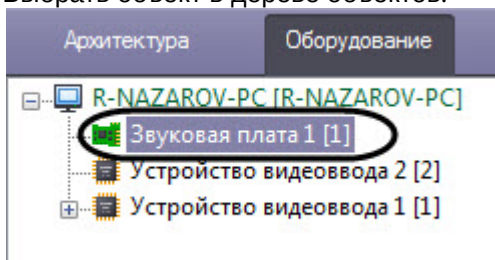 Выбрать объект в дереве объектов.
Архитектура Оборудование
R-NAZAROV-PC [R-NAZAROV-PC]
Звуковая плата 1 [1]
Устройство видеоввода 2 [2]
Устройство видеоввода 1 [1]